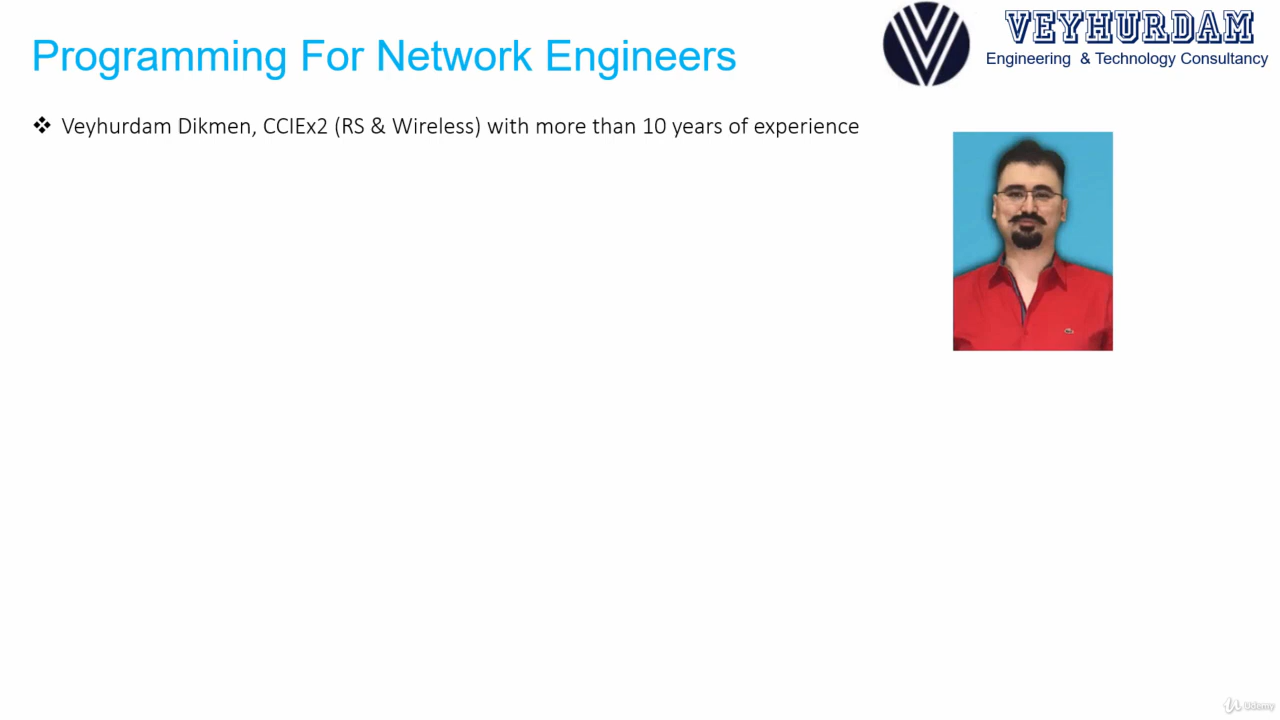 Programming For Network Engineers
VEYHURDAM
Engineering & Technology Consultancy
❖ Veyhurdam Dikmen, CCIEx2 (RS & Wireless) with more than 10 years of experience
Udemy